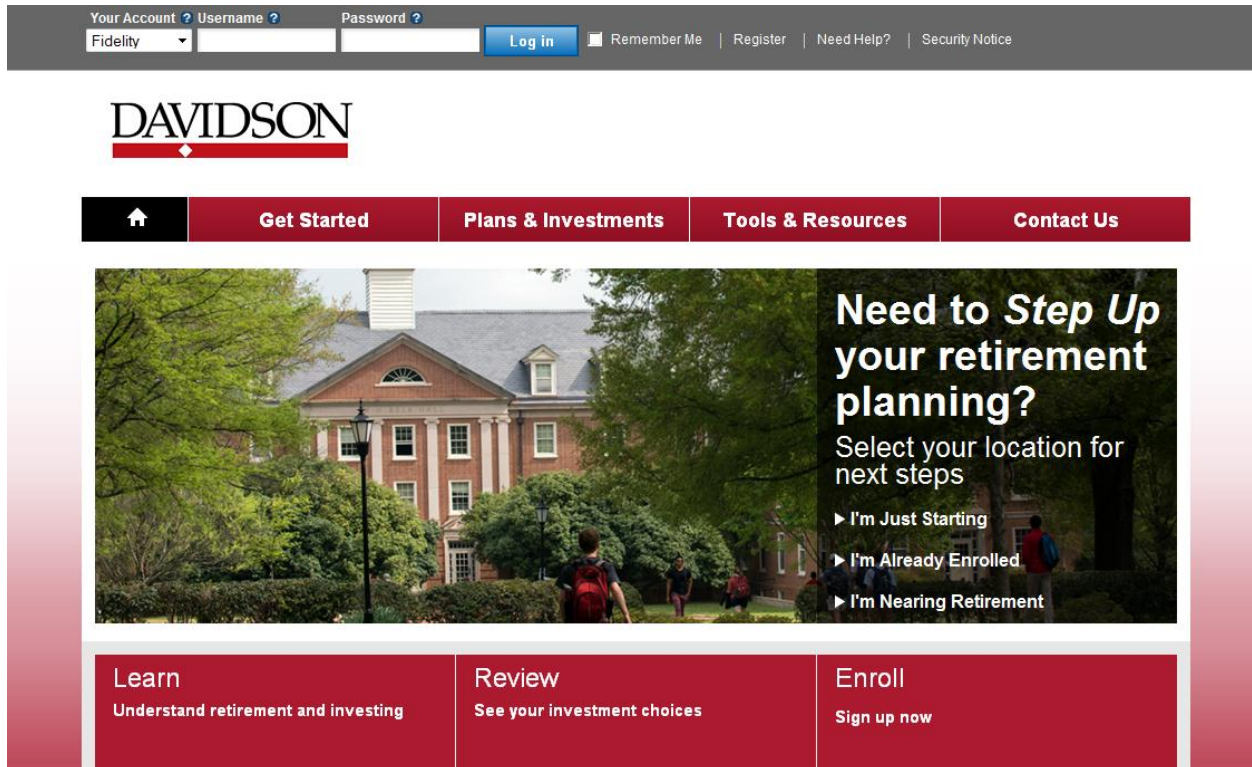 Your Account ? Username ? Password ?
Fidelity Log in Remember Me | Register | Need Help? | Security Notice
DAVIDSON
Get Started Plans & Investments Tools & Resources Contact Us
Need to Step Up
your retirement
planning?
Select your location for
next steps
I'm Just Starting
I'm Already Enrolled
I'm Nearing Retirement
Learn
Understand retirement and investing
Review
See your investment choices
Enroll
Sign up now